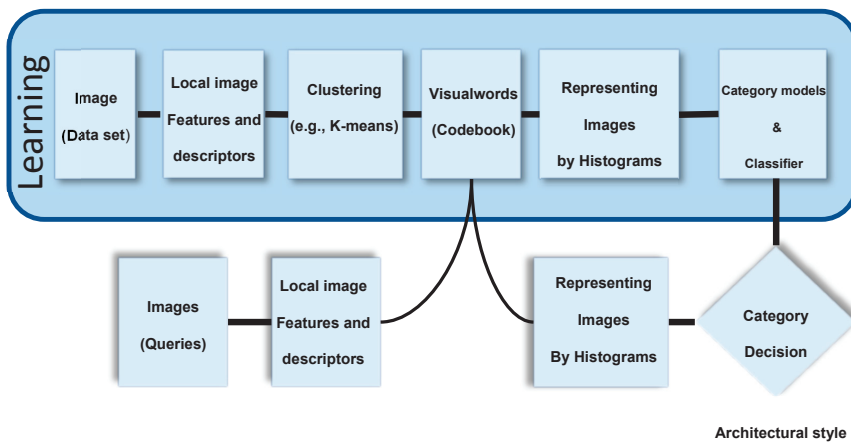 Learning
Image
(Data set)
Local image
Features and
descriptors
Clustering
(e.g., K-means)
Visualwords
(Codebook)
Representing
Images
by Histograms
Category models
&
Classifier
Images
(Queries)
Local image
Features and
descriptors
Representing
Images
By Histograms
Category
Decision
Architectural style